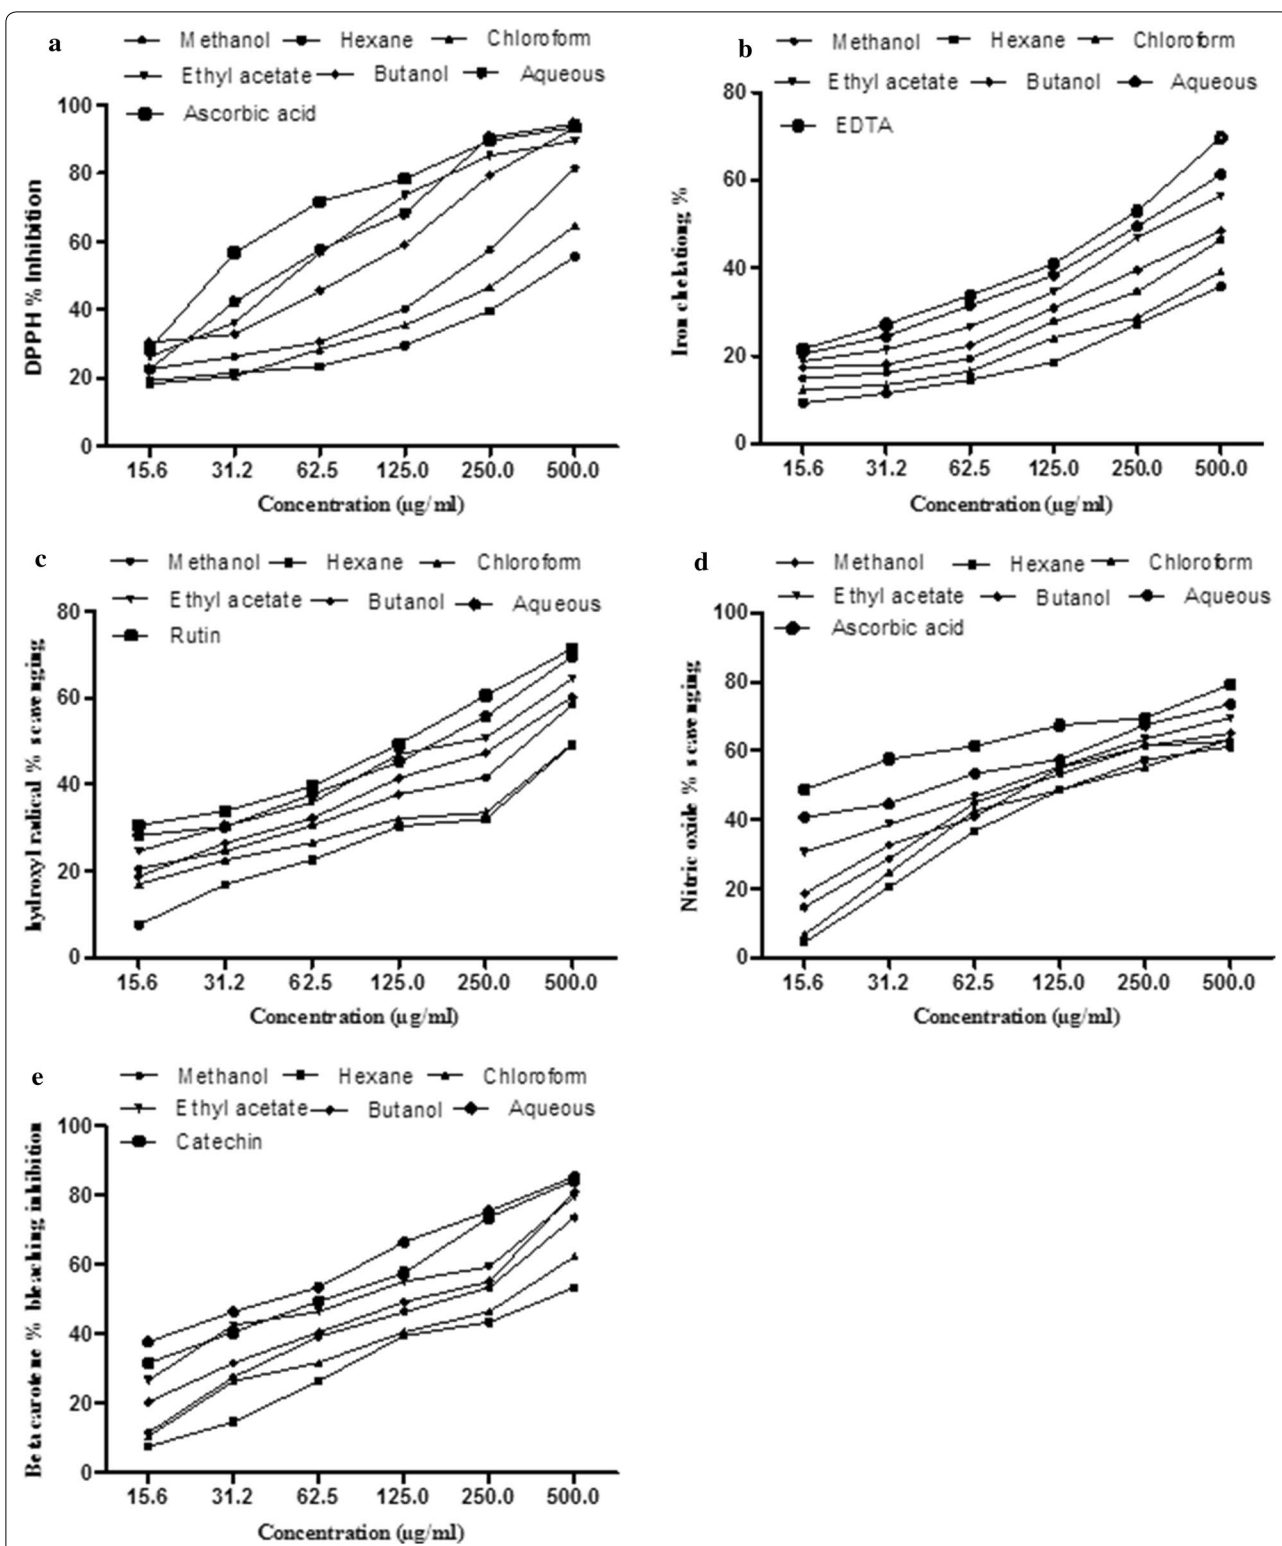 a
Methanol Hexane Chloroform
Ethyl acetate Butanol Aqueous
Ascorbic acid
DPPH % Inhibition
100
80
60
40
20
0
15.6 31.2 62.5 125.0 250.0 500.0
Concentration (µg/ml)
b
Methanol Hexane Chloroform
Ethyl acetate Butanol Aqueous
EDTA
Iron chelationg %
80
60
40
20
0
15.6 31.2 62.5 125.0 250.0 500.0
Concentration (µg/ml)
c
Methanol Hexane Chloroform
Ethyl acetate Butanol Aqueous
Rutin
hydroxyl radical % scavenging
80
60
40
20
0
15.6 31.2 62.5 125.0 250.0 500.0
Concentration (µg/ml)
d
Methanol Hexane Chloroform
Ethyl acetate Butanol Aqueous
Ascorbic acid
Nitric oxide % scavenging
100
80
60
40
20
0
15.6 31.2 62.5 125.0 250.0 500.0
Concentration (µg/ml)
e
Methanol Hexane Chloroform
Ethyl acetate Butanol Aqueous
Catechin
Beta carotene % bleaching inhibition
100
80
60
40
20
0
15.6 31.2 62.5 125.0 250.0 500.0
Concentration (µg/ml)